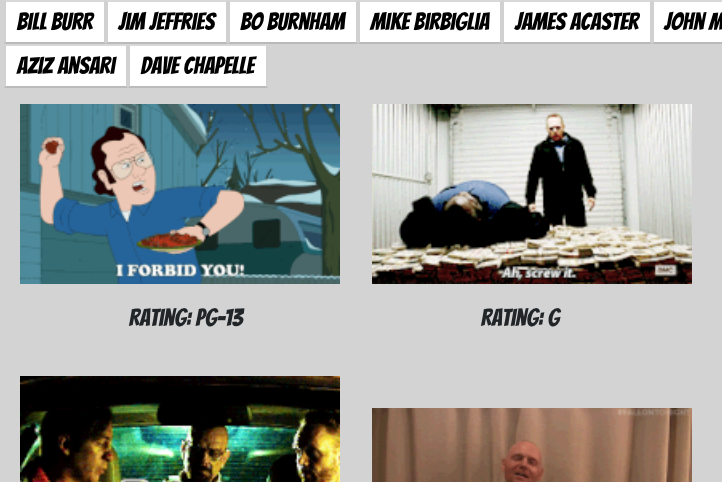 BILL BURR JIM JEFFRIES BO BURNHAM MIKE BIRBIGLIA JAMES ACASTER JOHN M
AZIZ ANSARI DAVE CHAPELLE
I FORBID YOU!
Ah, screw it.
AMC
RATING: PG-13
RATING: G
#FALLONTONIGHT